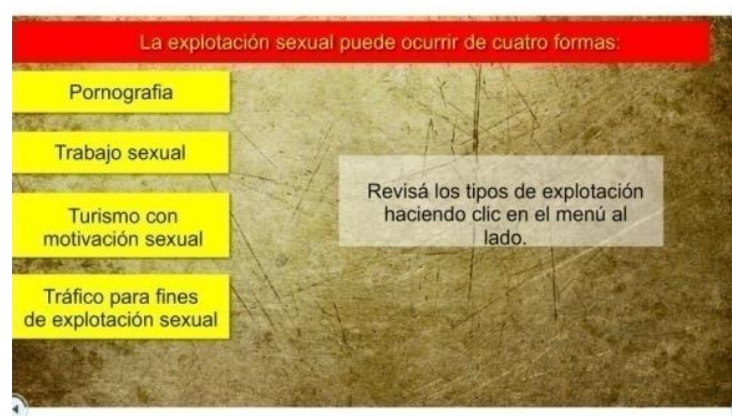 La explotación sexual puede ocurrir de cuatro formas:
Pornografia
Trabajo sexual
Turismo con
motivación sexual
Tráfico para fines
de explotación sexual
Revisá los tipos de explotación
haciendo clic en el menú al
lado.